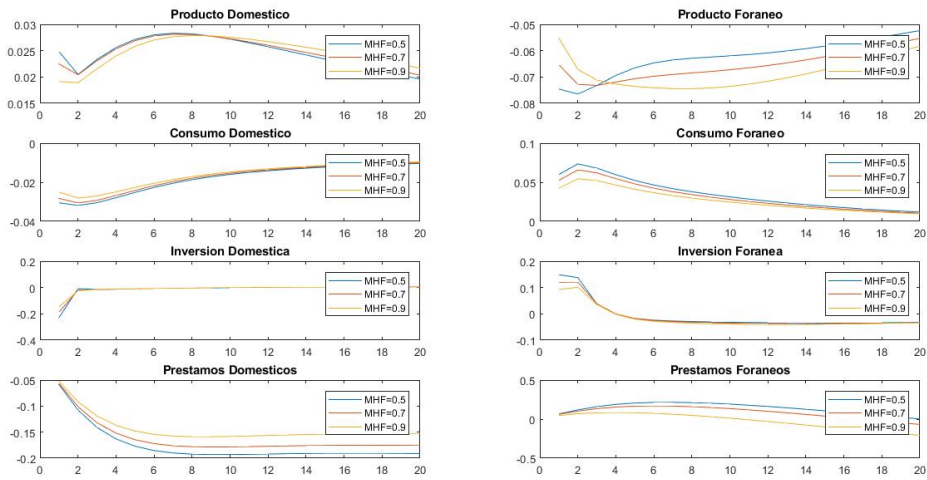 Producto Domestico
0.03
0.025
0.02
0.015
MHF=0.5
MHF=0.7
MHF=0.9
0 2 4 6 8 10 12 14 16 18 20
Producto Foraneo
-0.05
-0.06
-0.07
-0.08
MHF=0.5
MHF=0.7
MHF=0.9
0 2 4 6 8 10 12 14 16 18 20
Consumo Domestico
0
-0.02
-0.04
MHF=0.5
MHF=0.7
MHF=0.9
0 2 4 6 8 10 12 14 16 18 20
Consumo Foraneo
0.1
0.05
0
MHF=0.5
MHF=0.7
MHF=0.9
0 2 4 6 8 10 12 14 16 18 20
Inversion Domestica
0.2
0
-0.2
-0.4
MHF=0.5
MHF=0.7
MHF=0.9
0 2 4 6 8 10 12 14 16 18 20
Inversion Foranea
0.2
0.1
0
-0.1
MHF=0.5
MHF=0.7
MHF=0.9
0 2 4 6 8 10 12 14 16 18 20
Prestamos Domesticos
-0.05
-0.1
-0.15
-0.2
MHF=0.5
MHF=0.7
MHF=0.9
0 2 4 6 8 10 12 14 16 18 20
Prestamos Foraneos
0.5
0
-0.5
MHF=0.5
MHF=0.7
MHF=0.9
0 2 4 6 8 10 12 14 16 18 20